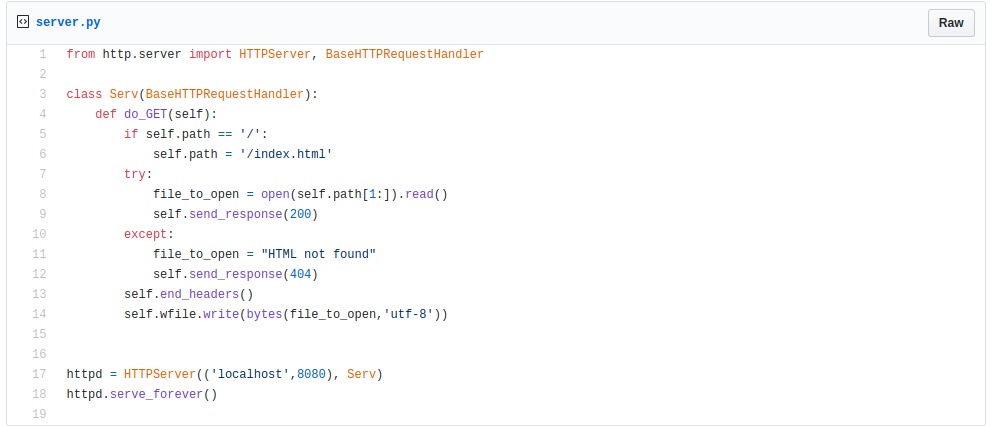 server.py
Raw
1 from http.server import HTTPServer, BaseHTTPRequestHandler
2
3 class Serv(BaseHTTPRequestHandler):
4     def do_GET(self):
5         if self.path == '/':
6             self.path = '/index.html'
7         try:
8             file_to_open = open(self.path[1:]).read()
9             self.send_response(200)
10         except:
11             file_to_open = "HTML not found"
12             self.send_response(404)
13         self.end_headers()
14         self.wfile.write(bytes(file_to_open,'utf-8'))
15
16
17 httpd = HTTPServer(('localhost',8080), Serv)
18 httpd.serve_forever()
19